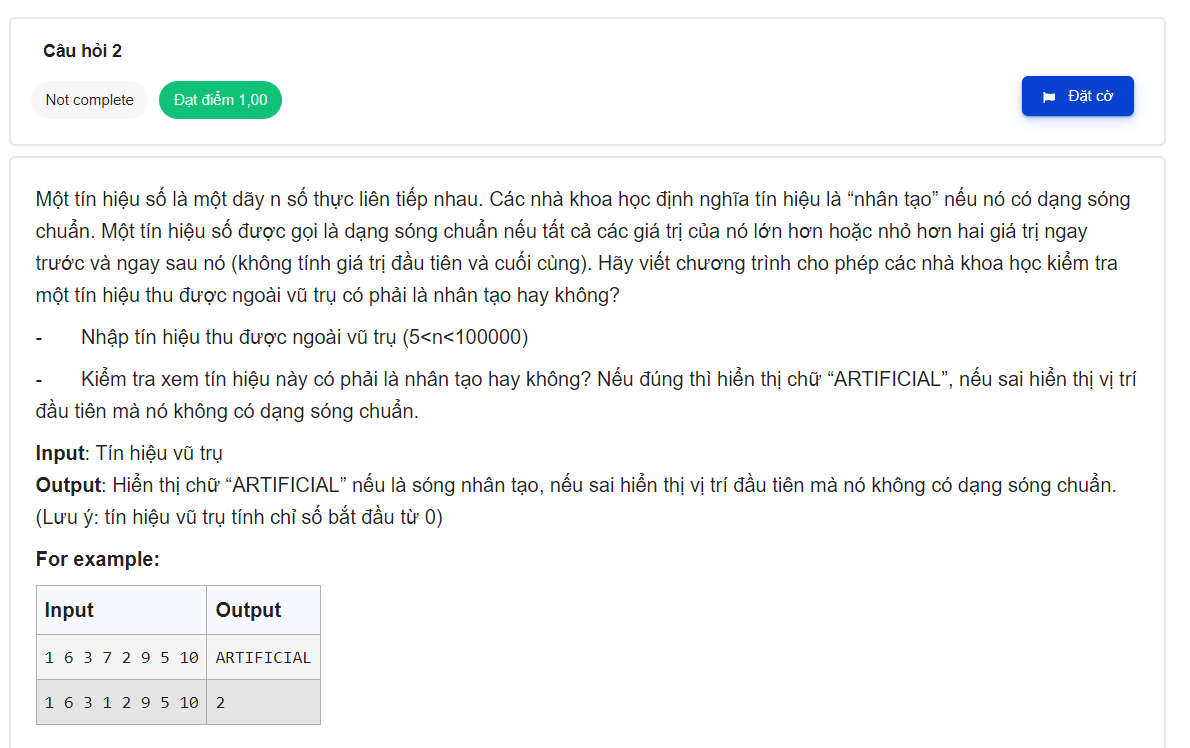 Câu hỏi 2
Not complete
Đạt điểm 1,00
Đặt cờ
Một tín hiệu số là một dãy n số thực liên tiếp nhau. Các nhà khoa học định nghĩa tín hiệu là “nhân tạo” nếu nó có dạng sóng
chuẩn. Một tín hiệu số được gọi là dạng sóng chuẩn nếu tất cả các giá trị của nó lớn hơn hoặc nhỏ hơn hai giá trị ngay
trước và ngay sau nó (không tính giá trị đầu tiên và cuối cùng). Hãy viết chương trình cho phép các nhà khoa học kiểm tra
một tín hiệu thu được ngoài vũ trụ có phải là nhân tạo hay không?
- Nhập tín hiệu thu được ngoài vũ trụ (5<n<100000)
- Kiểm tra xem tín hiệu này có phải là nhân tạo hay không? Nếu đúng thì hiển thị chữ “ARTIFICIAL”, nếu sai hiển thị vị trí
đầu tiên mà nó không có dạng sóng chuẩn.
Input: Tín hiệu vũ trụ
Output: Hiển thị chữ “ARTIFICIAL” nếu là sóng nhân tạo, nếu sai hiển thị vị trí đầu tiên mà nó không có dạng sóng chuẩn.
(Lưu ý: tín hiệu vũ trụ tính chỉ số bắt đầu từ 0)
For example:
Input Output
1 6 3 7 2 9 5 10 ARTIFICIAL
1 6 3 1 2 9 5 10 2